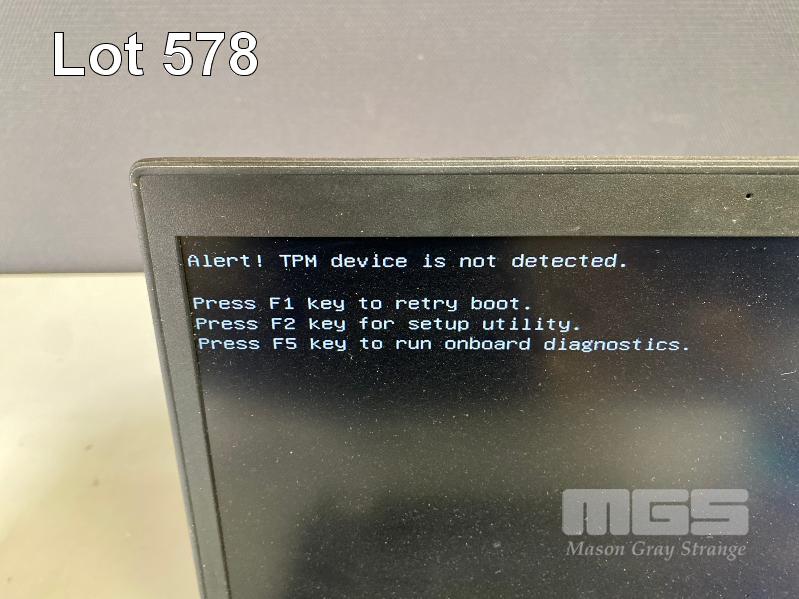 Lot 578
Alert! TPM device is not detected.
Press F1 key to retry boot.
Press F2 key for setup utility.
Press F5 key to run onboard diagnostics.
MGS
Mason Gray Strange